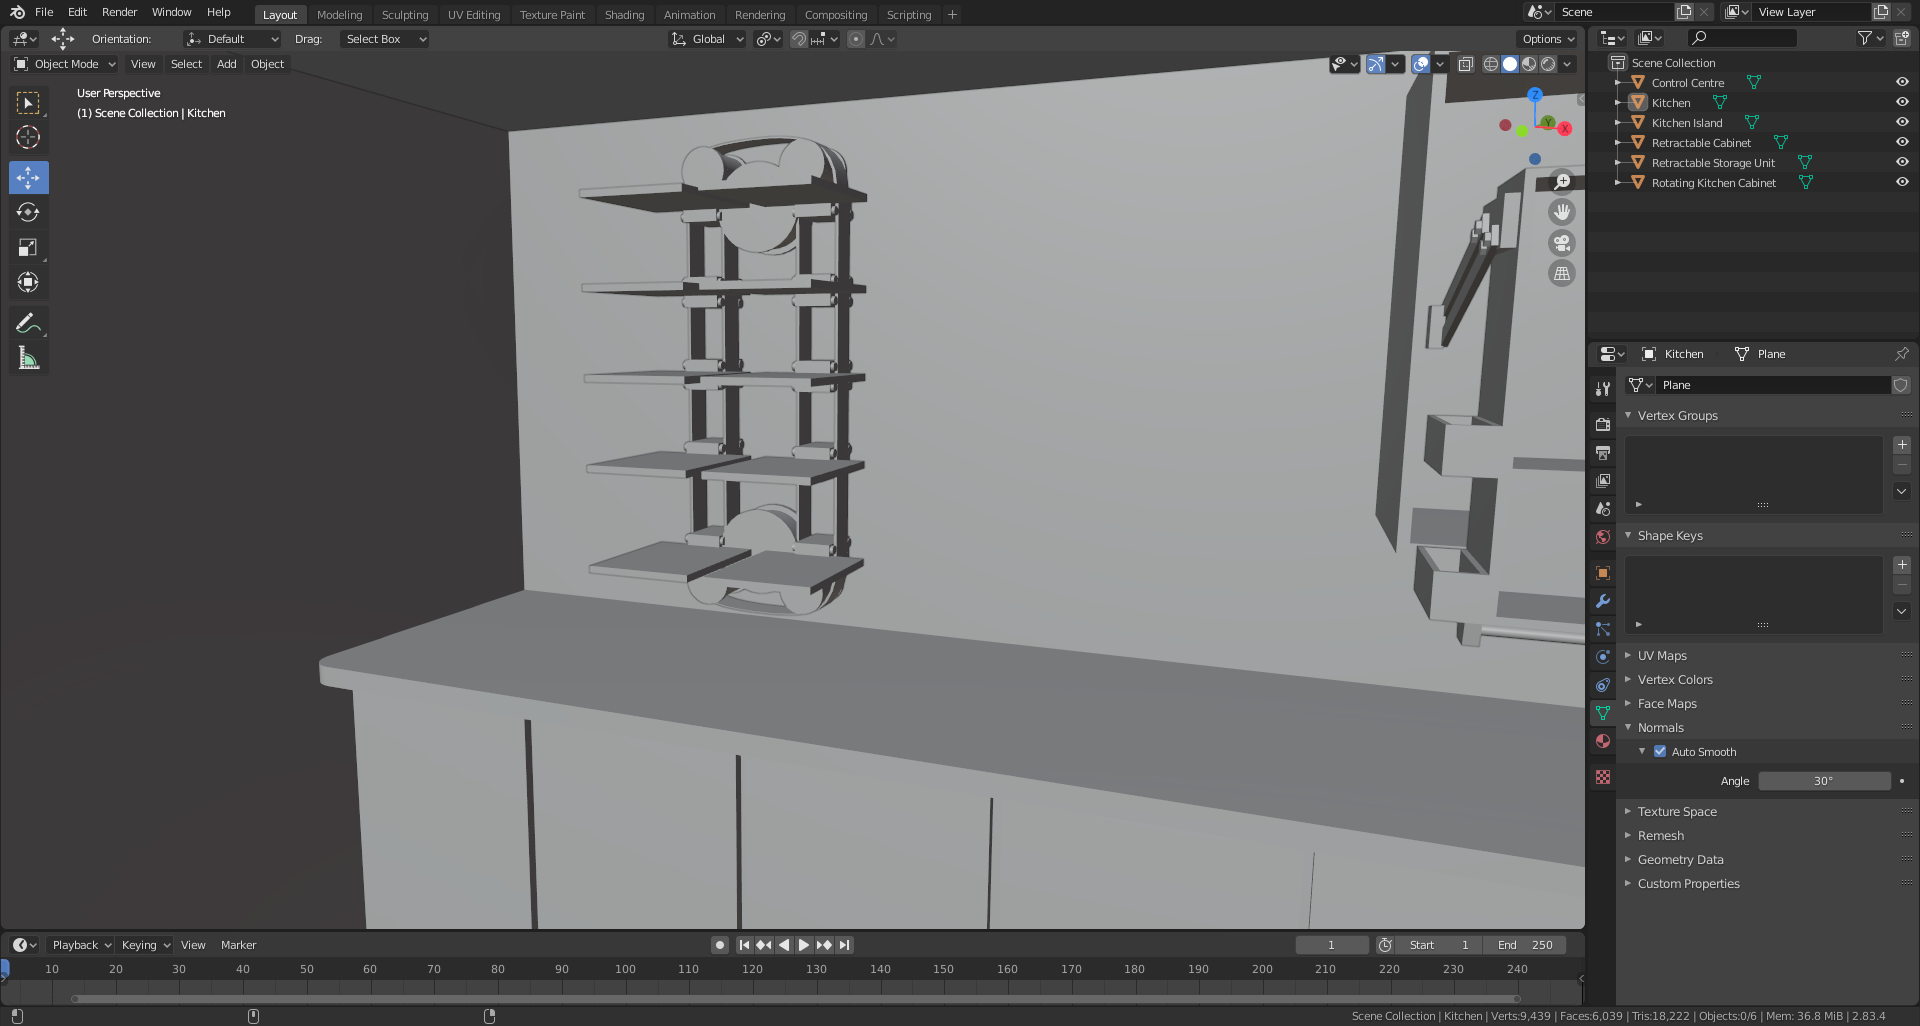 File Edit Render Window Help Layout Modeling Sculpting UV Editing Texture Paint Shading Animation Rendering Compositing Scripting + Scene View Layer
Orientation: Default Drag: Select Box Global Options
Object Mode View Select Add Object
User Perspective
(1) Scene Collection | Kitchen
Z
Y
X
Scene Collection
Control Centre
Kitchen
Kitchen Island
Retractable Cabinet
Retractable Storage Unit
Rotating Kitchen Cabinet
Kitchen Plane
Plane
Vertex Groups
Shape Keys
UV Maps
Vertex Colors
Face Maps
Normals
Auto Smooth
Angle 30°
Texture Space
Remesh
Geometry Data
Custom Properties
Playback Keying View Marker 1 Start 1 End 250
10 20 30 40 50 60 70 80 90 100 110 120 130 140 150 160 170 180 190 200 210 220 230 240
Scene Collection | Kitchen | Verts:9,439 | Faces:6,039 | Tris:18,222 | Objects:0/6 | Mem: 36.8 MiB | 2.83.4